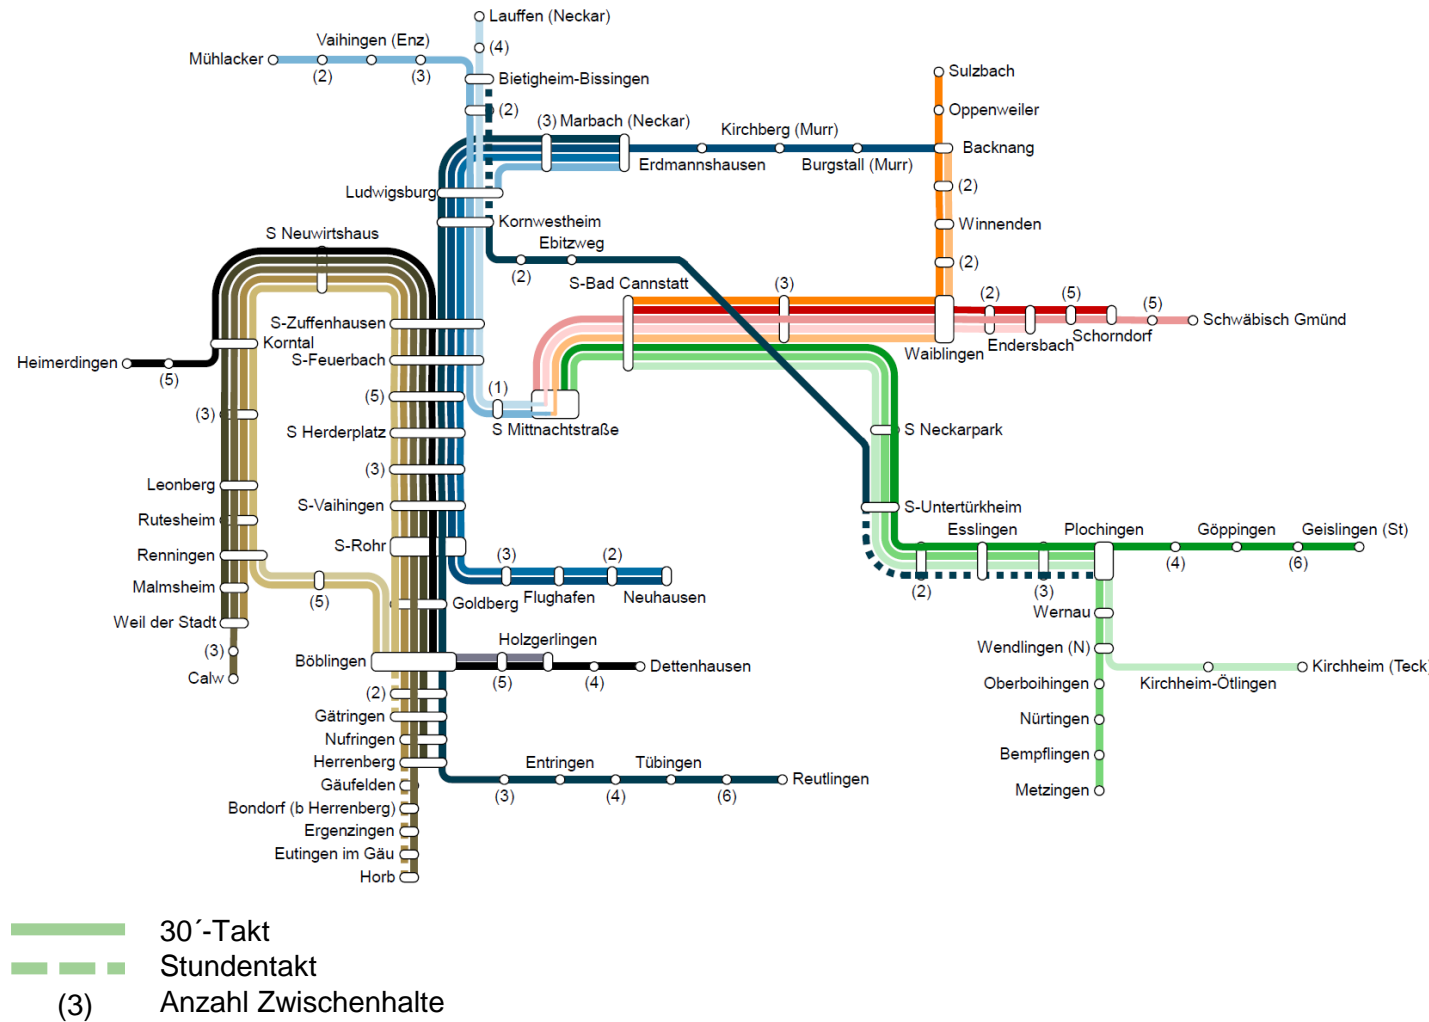 Lauffen (Neckar)
(4)
Vaihingen (Enz)
Mühlacker
(2)
(3)
Bietigheim-Bissingen
(2)
Sulzbach
Oppenweiler
(3)
Marbach (Neckar)
Kirchberg (Murr)
Backnang
Erdmannshausen
Burgstall (Murr)
(2)
Ludwigsburg
Kornwestheim
Winnenden
S Neuwirtshaus
Ebitzweg
(2)
(2)
S-Bad Cannstatt
(3)
(2)
(5)
(5)
S-Zuffenhausen
Schwäbisch Gmünd
Korntal
Waiblingen
Endersbach
Schorndorf
Heimerdingen
(5)
S-Feuerbach
(1)
(5)
(3)
S Mittnachtstraße
S Herderplatz
S Neckarpark
(3)
Leonberg
S-Vaihingen
S-Untertürkheim
Rutesheim
Esslingen
Plochingen
Göppingen
Geislingen (St)
Renningen
S-Rohr
(3)
(2)
(2)
(3)
(4)
(6)
Malmsheim
(5)
Goldberg
Flughafen
Neuhausen
Wernau
Weil der Stadt
Holzgerlingen
Wendlingen (N)
(3)
Böblingen
(5)
(4)
Dettenhausen
Kirchheim (Teck)
Calw
Kirchheim-Ötlingen
Oberboihingen
(2)
Gätringen
Nürtingen
Nufringen
Bempflingen
Herrenberg
Entringen
Tübingen
Reutlingen
Gäufelden
(3)
(4)
(6)
Metzingen
Bondorf (b Herrenberg)
Ergenzingen
Eutingen im Gäu
Horb
30´-Takt
Stundentakt
(3) Anzahl Zwischenhalte